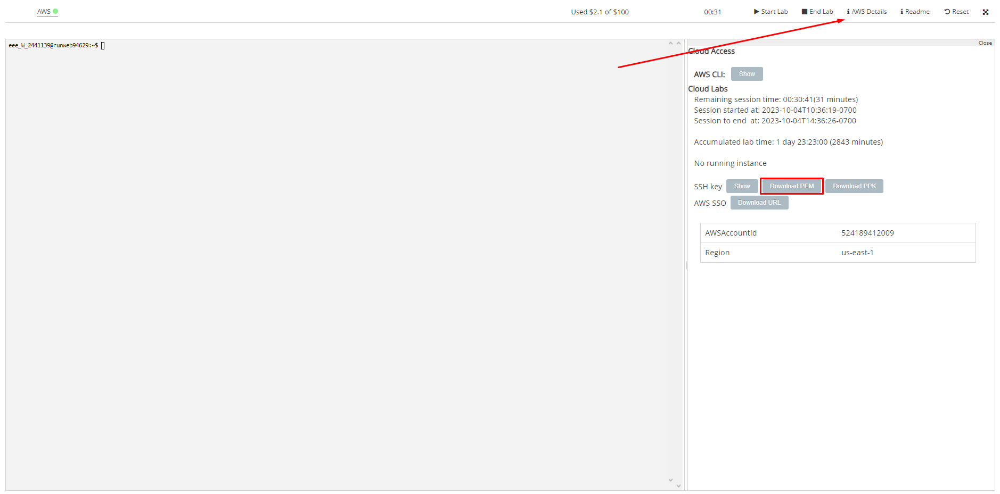 AWS
Used $2.1 of $100
00:31
Start Lab
End Lab
AWS Details
Readme
Reset
eee_W_2441139@runweb94629:~$
Close
Cloud Access
AWS CLI: Show
Cloud Labs
Remaining session time: 00:30:41(31 minutes)
Session started at: 2023-10-04T10:36:19-0700
Session to end at: 2023-10-04T14:36:26-0700
Accumulated lab time: 1 day 23:23:00 (2843 minutes)
No running instance
SSH key Show Download PEM Download PPK
AWS SSO Download URL
AWSAccountId 524189412009
Region us-east-1